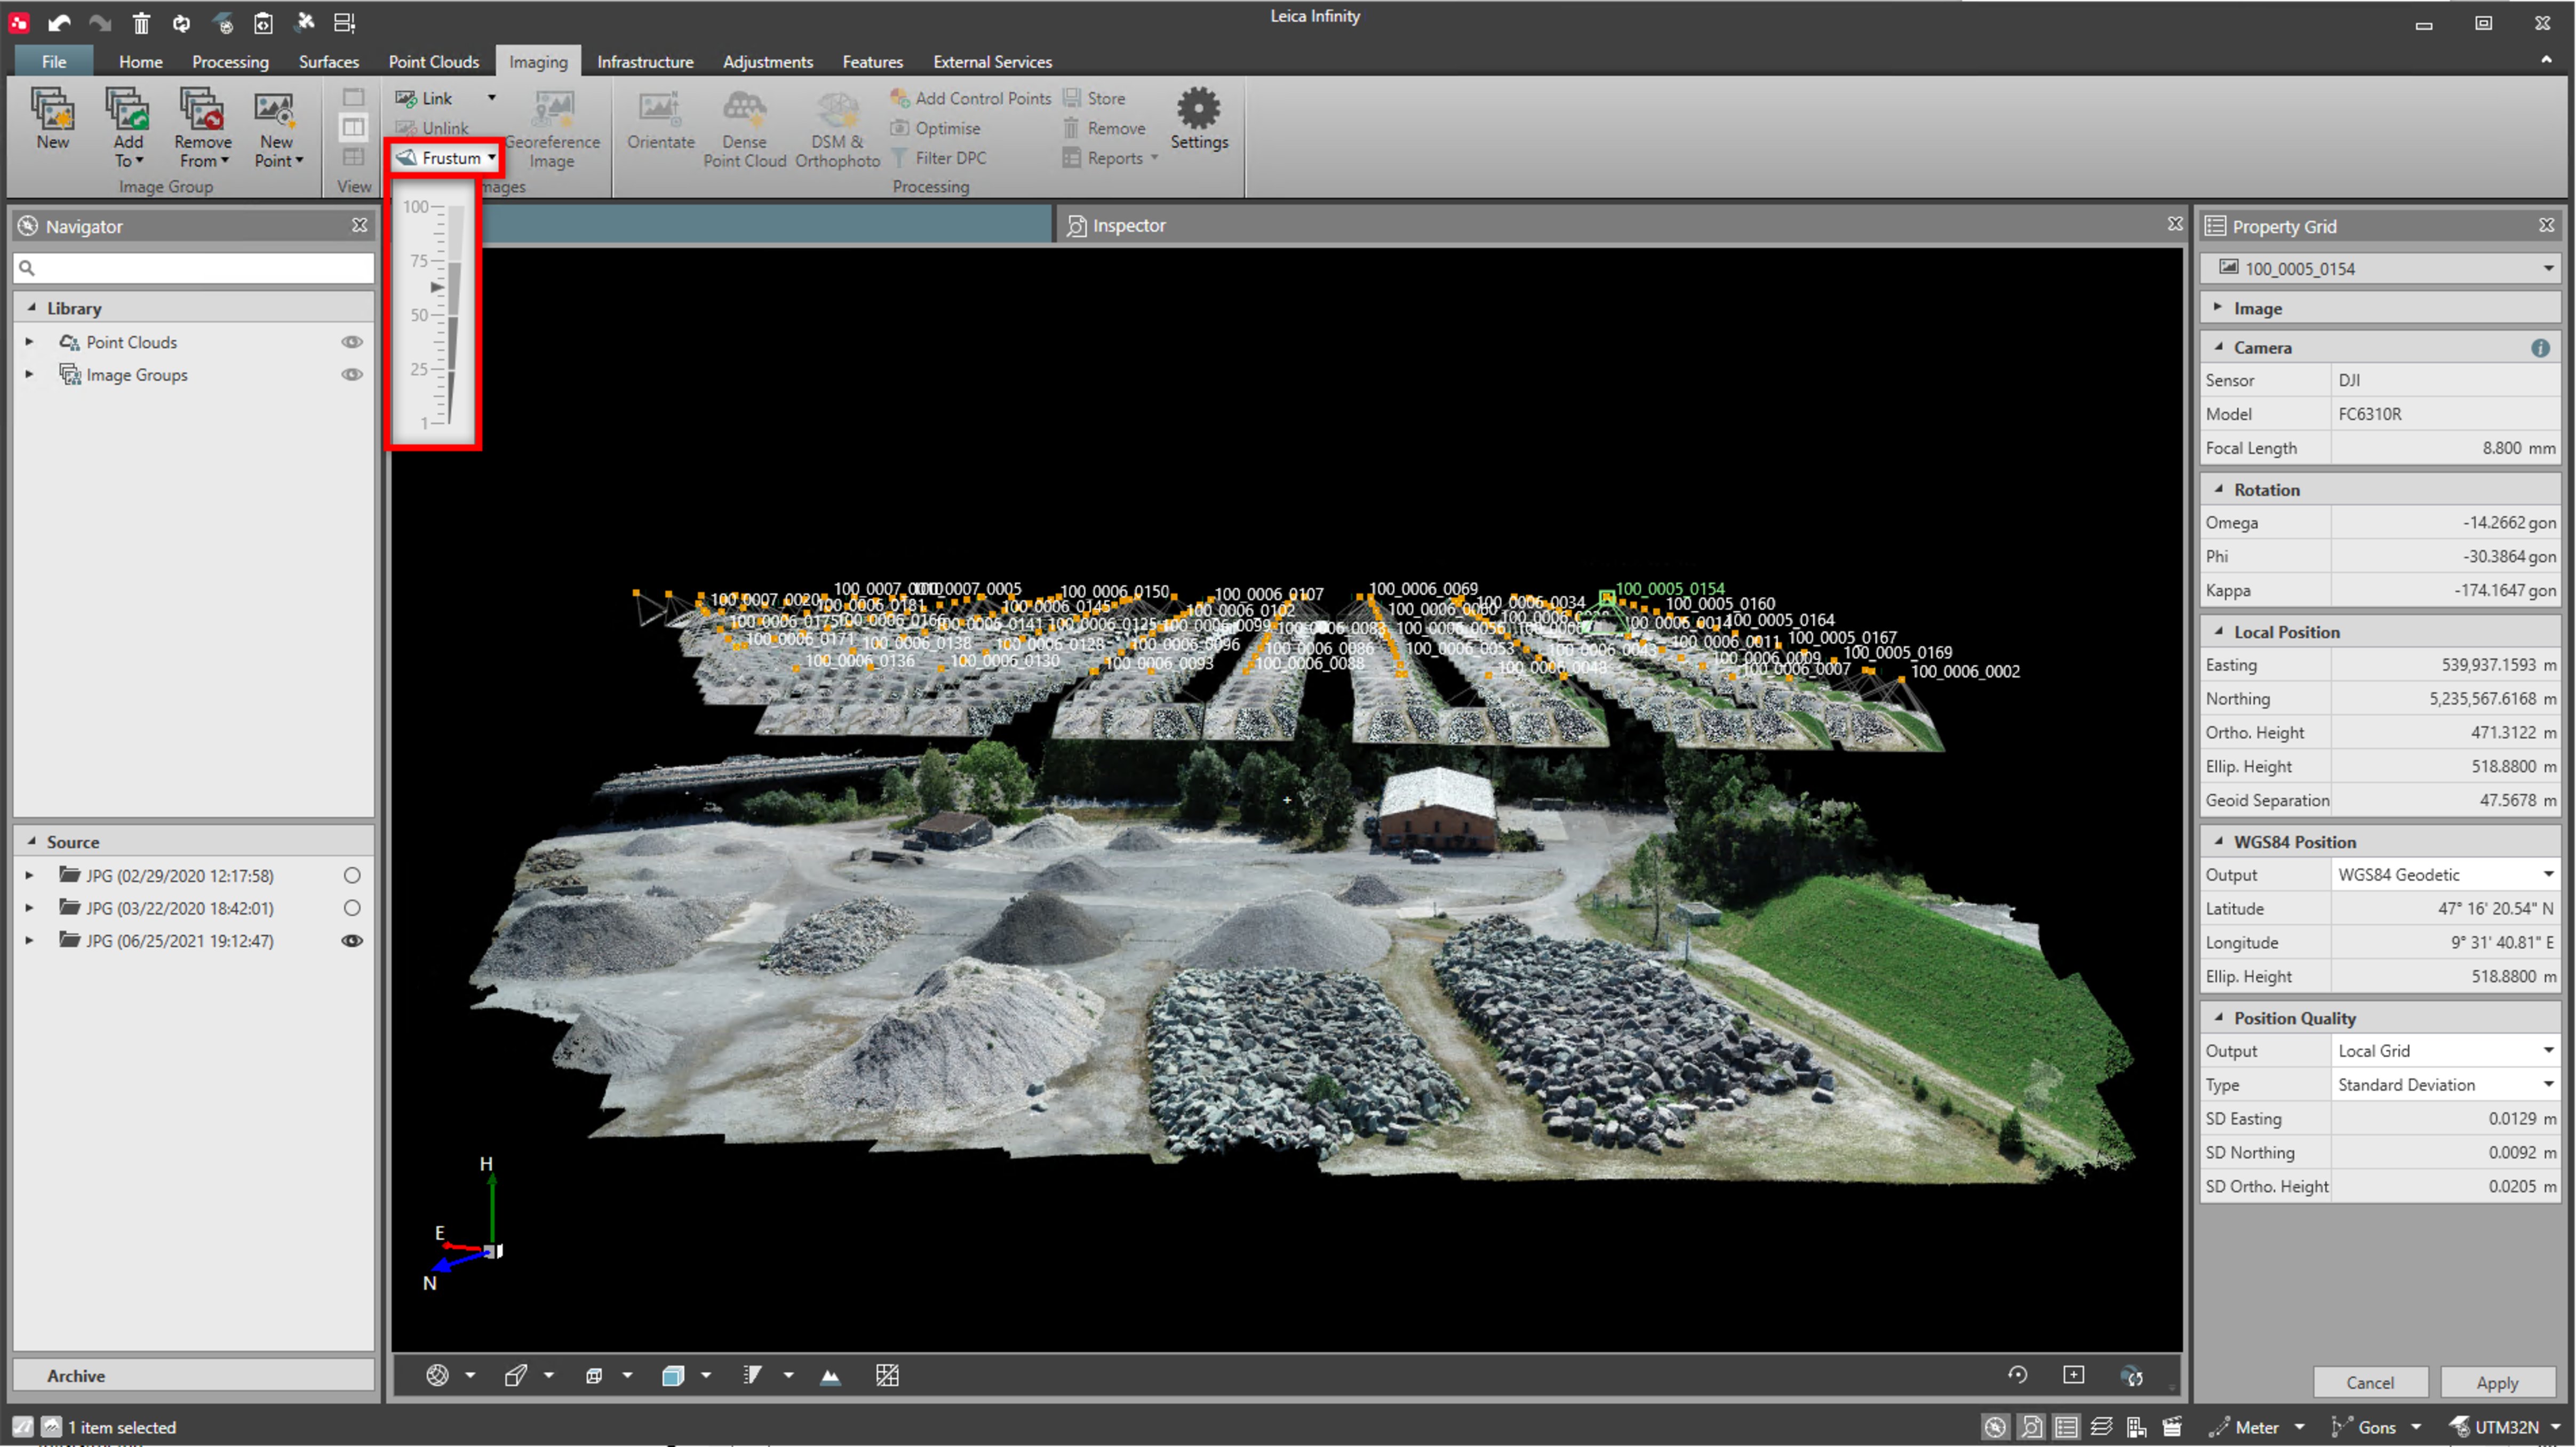 Leica Infinity
File
Home
Processing
Surfaces
Point Clouds
Imaging
Infrastructure
Adjustments
Features
External Services
New
Add To
Remove From
New Point
Image Group
View
Link
Unlink
Frustum
Georeference Image
Orientate
Dense Point Cloud
DSM & Orthophoto
Add Control Points
Optimise
Filter DPC
Store
Remove
Reports
Settings
Processing
100
75
50
25
1
Navigator
Library
Point Clouds
Image Groups
Source
JPG (02/29/2020 12:17:58)
JPG (03/22/2020 18:42:01)
JPG (06/25/2021 19:12:47)
Archive
Inspector
100_0007_0005
100_0006_0150
100_0006_0107
100_0006_0069
100_0005_0154
100_0007_0020
100_0006_0181
100_0006_0145
100_0006_0102
100_0006_0034
100_0005_0160
100_0006_0175
100_0006_0166
100_0006_0141
100_0006_0125
100_0006_0099
100_0006_0083
100_0006_0056
100_0006_0014
100_0005_0164
100_0006_0171
100_0006_0138
100_0006_0128
100_0006_0096
100_0006_0086
100_0006_0053
100_0006_0043
100_0006_0011
100_0005_0167
100_0006_0136
100_0006_0130
100_0006_0093
100_0006_0088
100_0006_0048
100_0006_0009
100_0005_0169
100_0006_0007
100_0006_0002
H
E
N
Property Grid
100_0005_0154
Image
Camera
Sensor DJI
Model FC6310R
Focal Length 8.800 mm
Rotation
Omega -14.2662 gon
Phi -30.3864 gon
Kappa -174.1647 gon
Local Position
Easting 539,937.1593 m
Northing 5,235,567.6168 m
Ortho. Height 471.3122 m
Ellip. Height 518.8800 m
Geoid Separation 47.5678 m
WGS84 Position
Output WGS84 Geodetic
Latitude 47° 16' 20.54" N
Longitude 9° 31' 40.81" E
Ellip. Height 518.8800 m
Position Quality
Output Local Grid
Type Standard Deviation
SD Easting 0.0129 m
SD Northing 0.0092 m
SD Ortho. Height 0.0205 m
Cancel
Apply
1 item selected
Meter
Gons
UTM32N